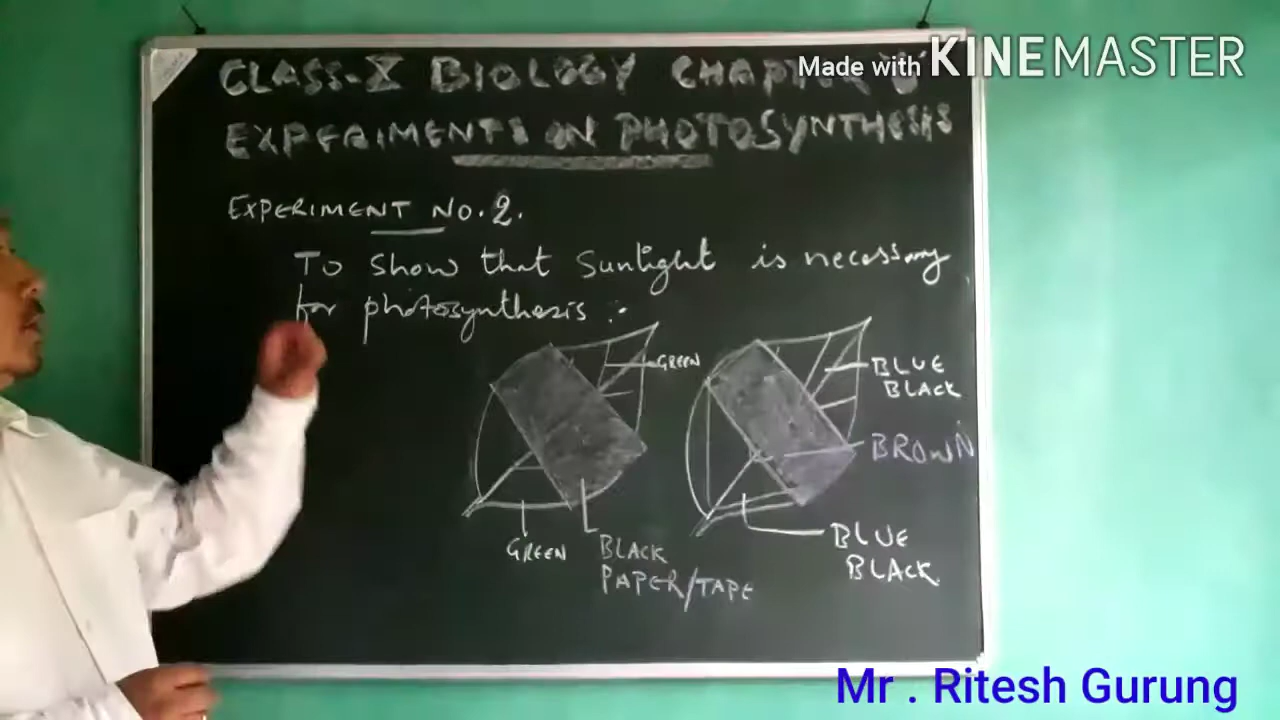 Made with KINEMASTER
CLASS-X BIOLOGY CHAPTER
EXPERIMENTS ON PHOTOSYNTHESIS
EXPERIMENT NO.2.
To show that sunlight is necessary
for photosynthesis :-
GREEN
BLUE
BLACK
BROWN
GREEN
BLACK
PAPER/TAPE
BLUE
BLACK
Mr . Ritesh Gurung